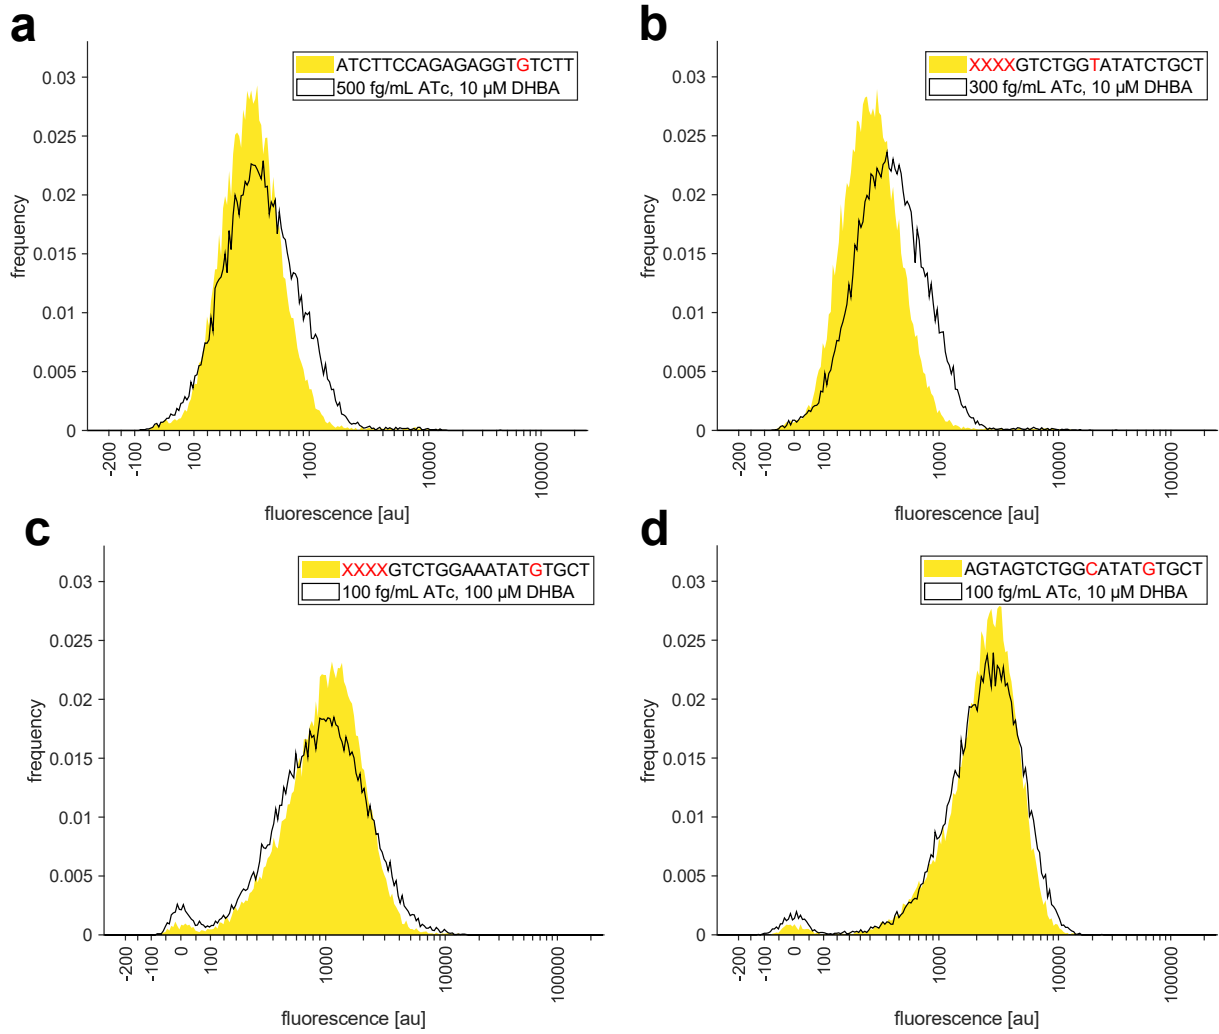 a
ATCTTCCAGAGAGGTGTCTT
500 fg/mL ATc, 10 µM DHBA
0.03
0.025
0.02
0.015
0.01
0.005
0
frequency
-200 -100 0 100 1000 10000 100000
fluorescence [au]
b
XXXXGTCTGGTATATCTGCT
300 fg/mL ATc, 10 µM DHBA
0.03
0.025
0.02
0.015
0.01
0.005
0
frequency
-200 -100 0 100 1000 10000 100000
fluorescence [au]
c
XXXXGTCTGGAAATATGTGCT
100 fg/mL ATc, 100 µM DHBA
0.03
0.025
0.02
0.015
0.01
0.005
0
frequency
-200 -100 0 100 1000 10000 100000
fluorescence [au]
d
AGTAGTCTGGCATATGTGCT
100 fg/mL ATc, 10 µM DHBA
0.03
0.025
0.02
0.015
0.01
0.005
0
frequency
-200 -100 0 100 1000 10000 100000
fluorescence [au]